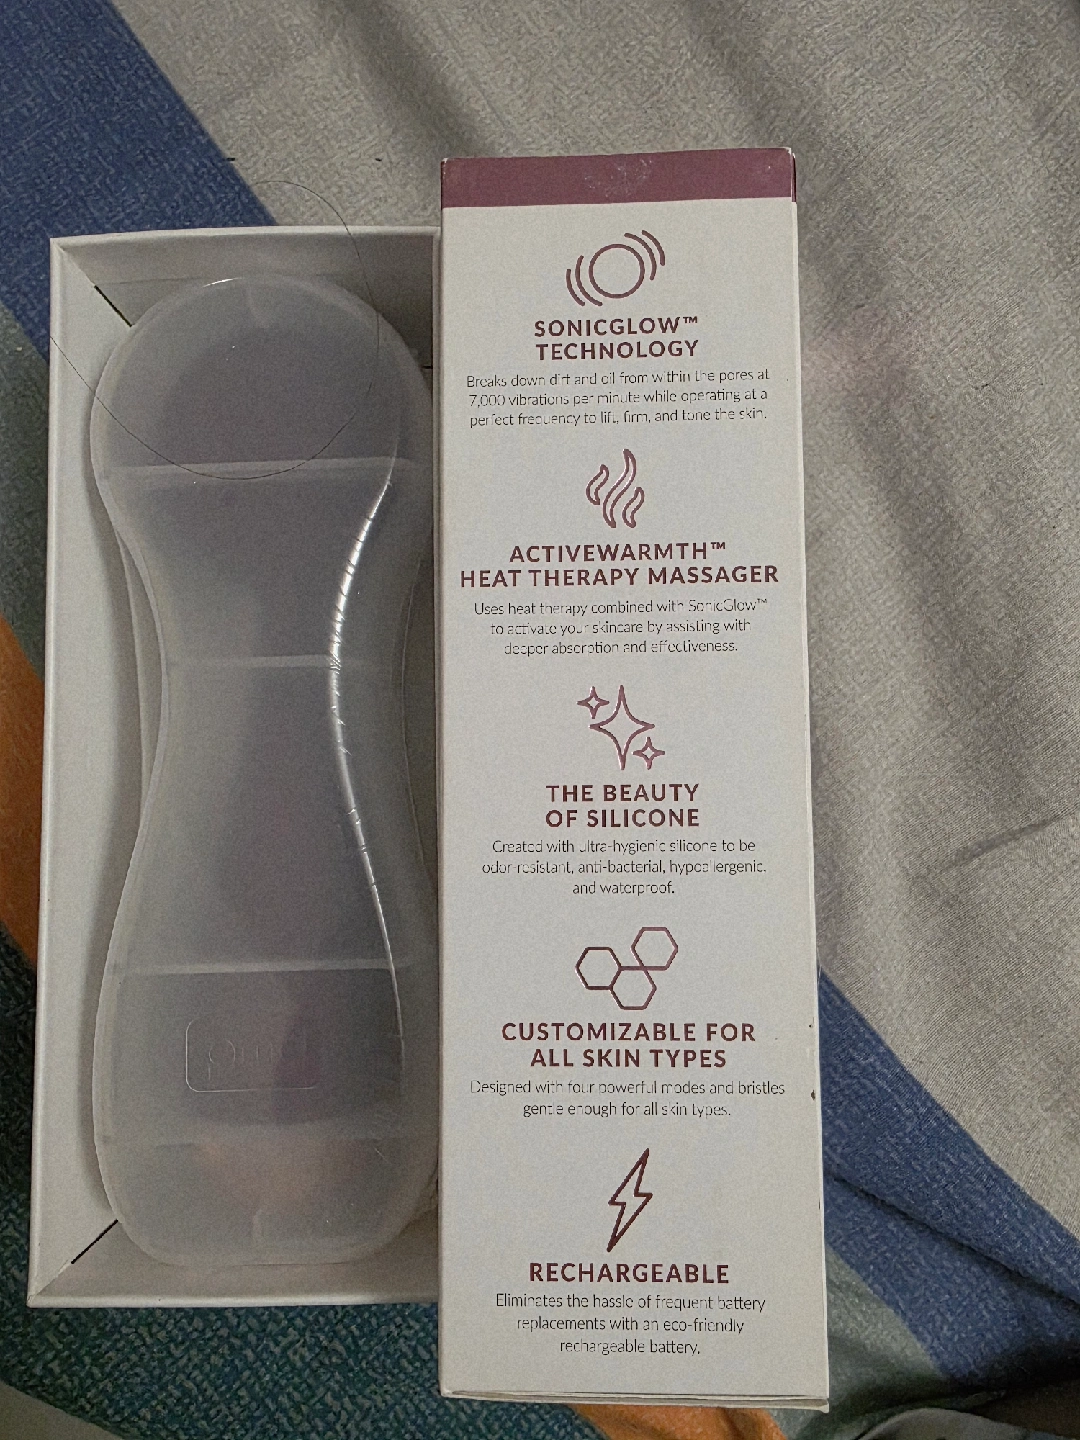 SONICGLOW™
TECHNOLOGY
Breaks down dirt and oil from within the pores at
7,000 vibrations per minute while operating at a
perfect frequency to lift, firm, and tone the skin.
ACTIVEWARMTH™
HEAT THERAPY MASSAGER
Uses heat therapy combined with SonicGlow™
to activate your skincare by assisting with
deeper absorption and effectiveness.
THE BEAUTY
OF SILICONE
Created with ultra-hygienic silicone to be
odor-resistant, anti-bacterial, hypoallergenic,
and waterproof.
CUSTOMIZABLE FOR
ALL SKIN TYPES
Designed with four powerful modes and bristles
gentle enough for all skin types.
RECHARGEABLE
Eliminates the hassle of frequent battery
replacements with an eco-friendly
rechargeable battery.